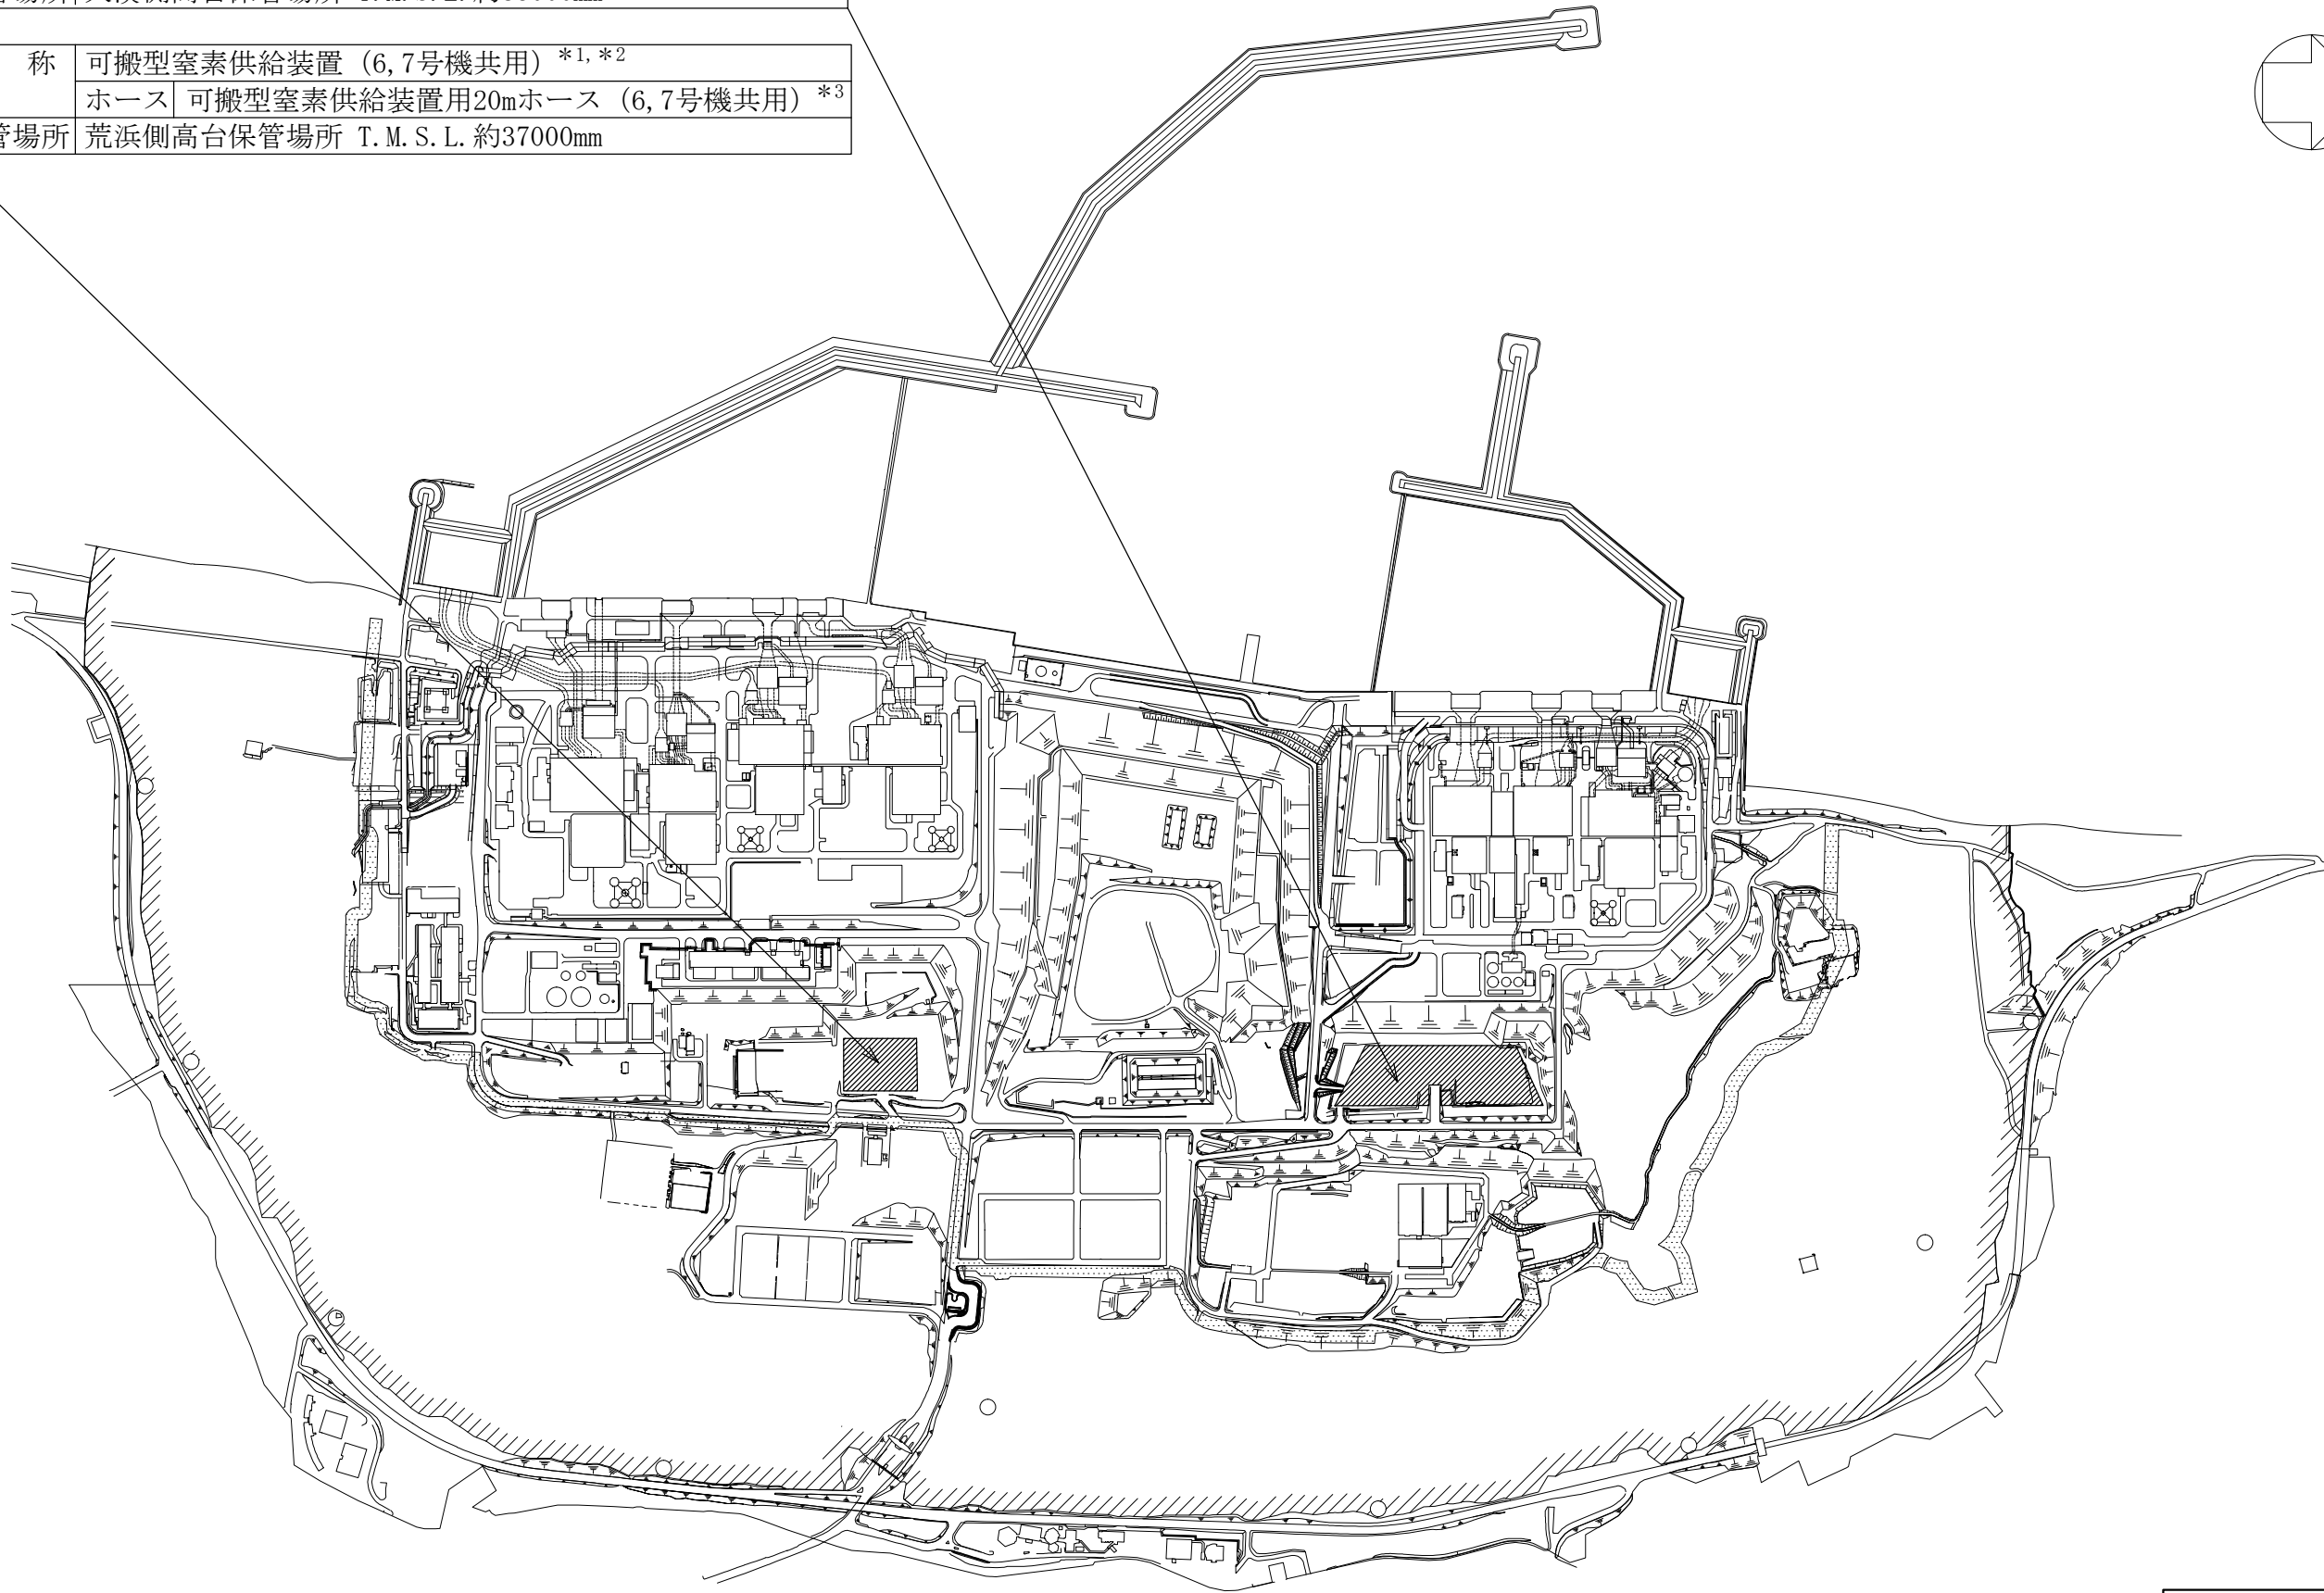 称 可搬型窒素供給装置（6,7号機共用）*1,*2
ホース 可搬型窒素供給装置用20mホース（6,7号機共用）*3
管場所 荒浜側高台保管場所 T.M.S.L.約37000mm